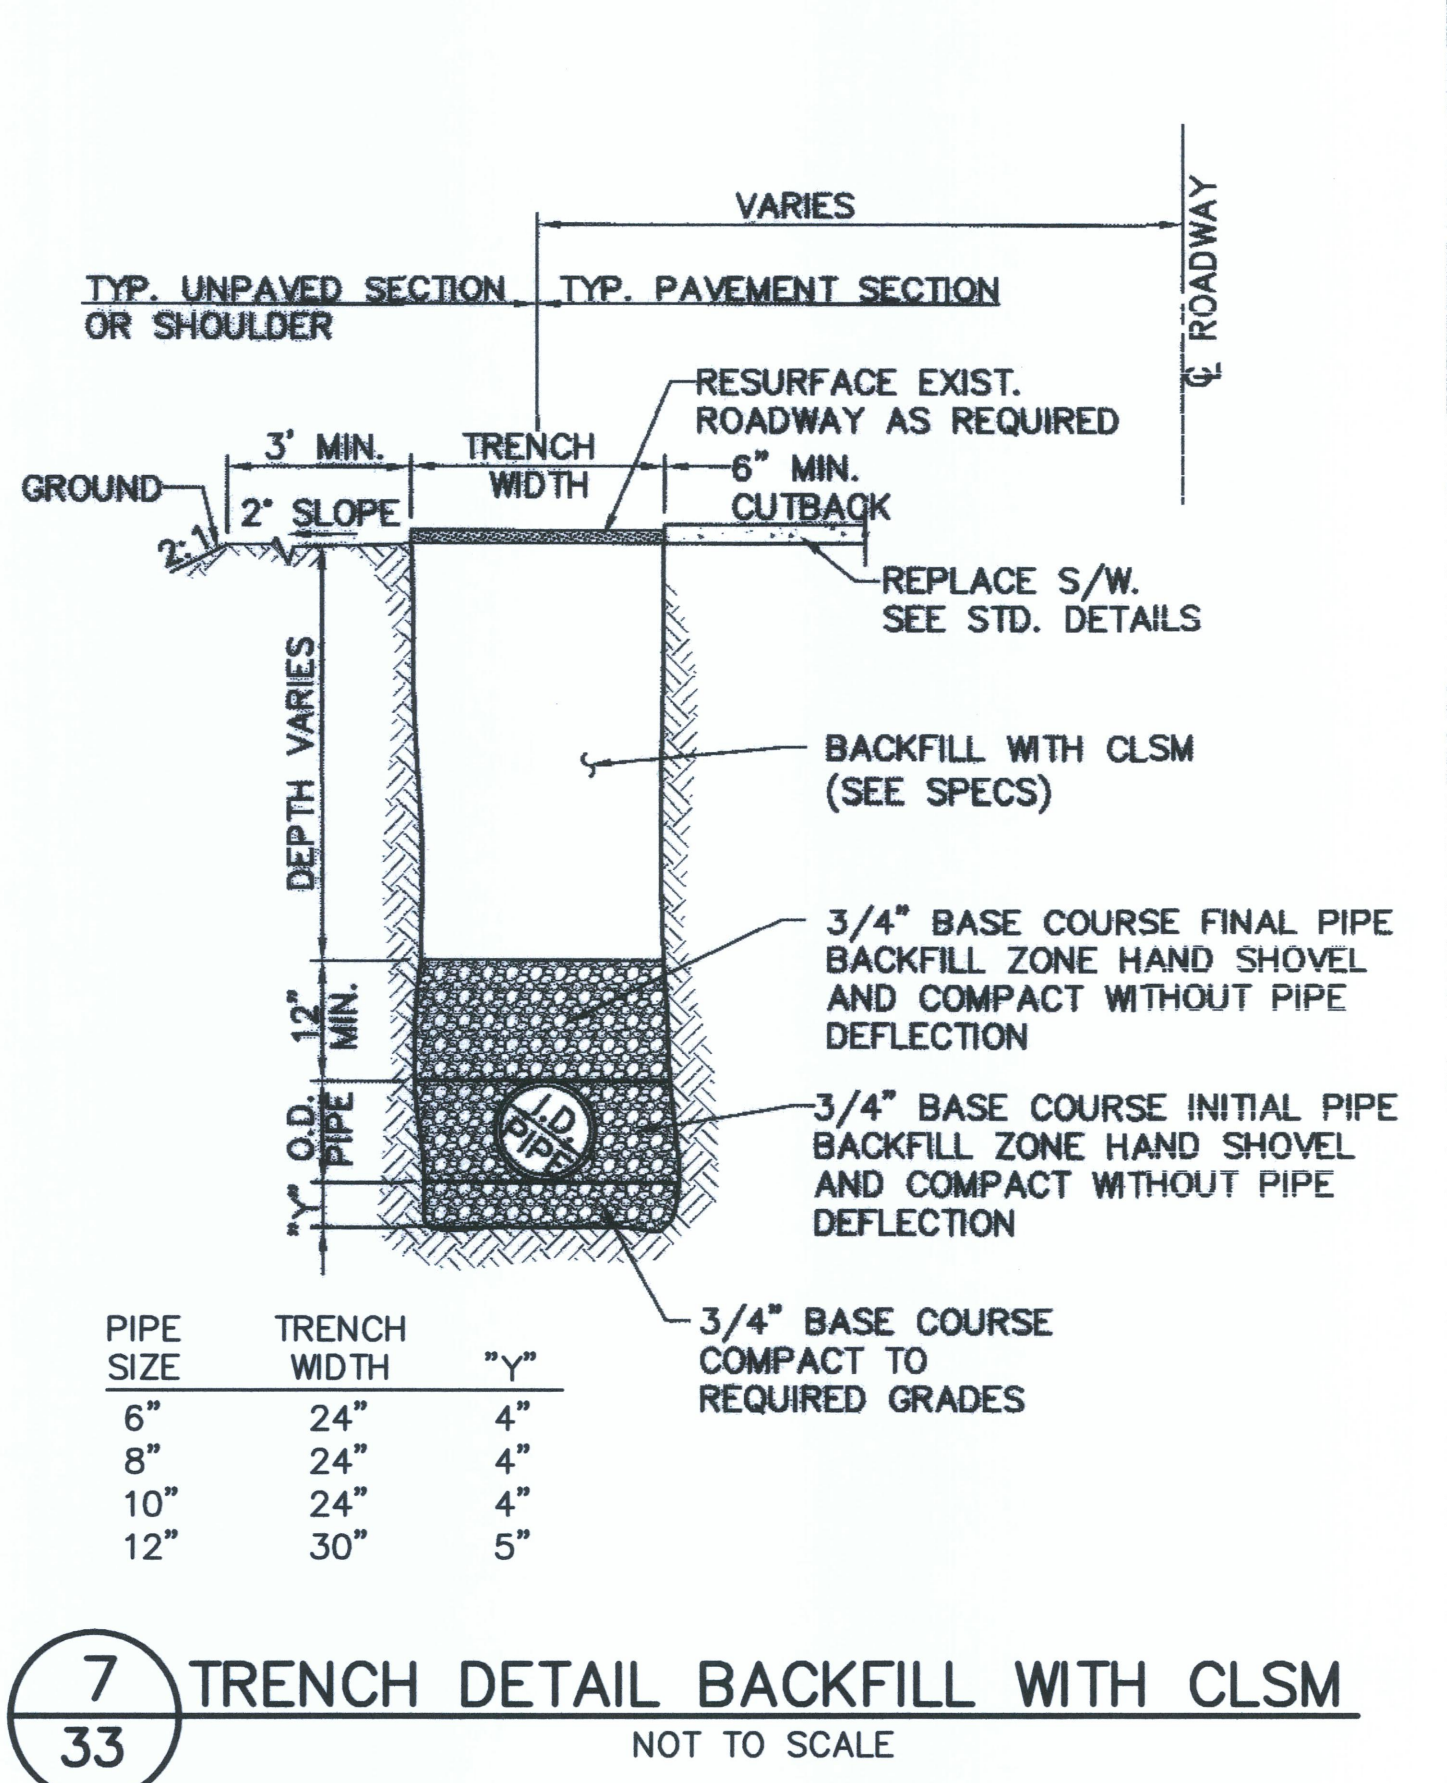 VARIES
℄ ROADWAY
TYP. UNPAVED SECTION
OR SHOULDER
TYP. PAVEMENT SECTION
RESURFACE EXIST.
ROADWAY AS REQUIRED
3' MIN.
TRENCH
WIDTH
6" MIN.
CUTBACK
GROUND
2° SLOPE
2:1
REPLACE S/W.
SEE STD. DETAILS
DEPTH VARIES
BACKFILL WITH CLSM
(SEE SPECS)
3/4" BASE COURSE FINAL PIPE
BACKFILL ZONE HAND SHOVEL
AND COMPACT WITHOUT PIPE
DEFLECTION
12"
MIN.
O.D.
PIPE
"Y"
I.D.
PIPE
3/4" BASE COURSE INITIAL PIPE
BACKFILL ZONE HAND SHOVEL
AND COMPACT WITHOUT PIPE
DEFLECTION
3/4" BASE COURSE
COMPACT TO
REQUIRED GRADES
PIPE TRENCH
SIZE WIDTH "Y"
6" 24" 4"
8" 24" 4"
10" 24" 4"
12" 30" 5"
7
33
TRENCH DETAIL BACKFILL WITH CLSM
NOT TO SCALE